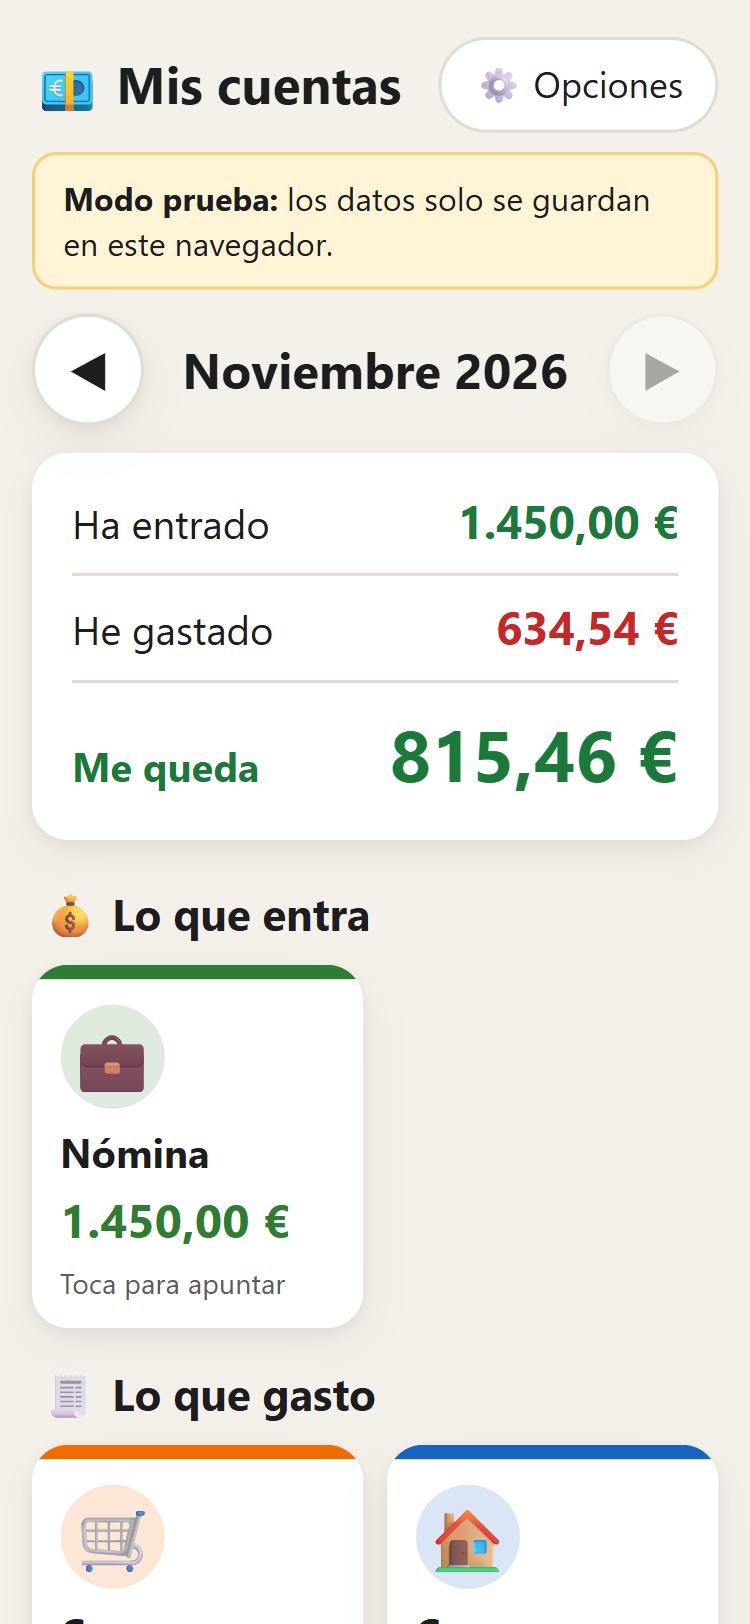 Mis cuentas
Opciones
Modo prueba: los datos solo se guardan
en este navegador.
Noviembre 2026
Ha entrado 1.450,00 €
He gastado 634,54 €
Me queda 815,46 €
Lo que entra
Nómina
1.450,00 €
Toca para apuntar
Lo que gasto